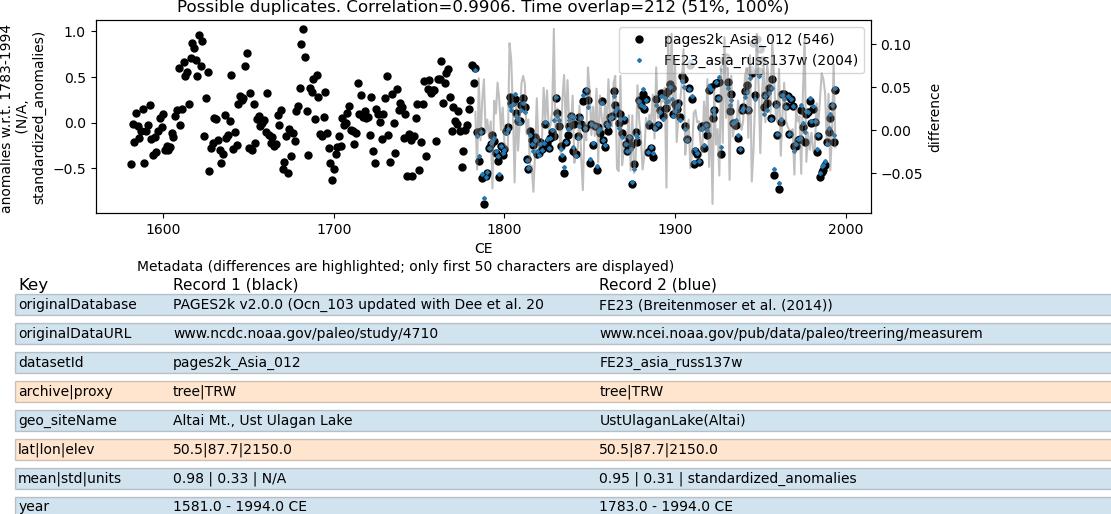 Possible duplicates. Correlation=0.9906. Time overlap=212 (51%, 100%)
anomalies w.r.t. 1783-1994
(N/A,
standardized_anomalies)
1.0
0.5
0.0
−0.5
pages2k_Asia_012 (546)
FE23_asia_russ137w (2004)
0.10
0.05
0.00
−0.05
difference
1600 1700 1800 1900 2000
CE
Metadata (differences are highlighted; only first 50 characters are displayed)
Key Record 1 (black) Record 2 (blue)
originalDatabase PAGES2k v2.0.0 (Ocn_103 updated with Dee et al. 20 FE23 (Breitenmoser et al. (2014))
originalDataURL www.ncdc.noaa.gov/paleo/study/4710 www.ncei.noaa.gov/pub/data/paleo/treering/measurem
datasetId pages2k_Asia_012 FE23_asia_russ137w
archive|proxy tree|TRW tree|TRW
geo_siteName Altai Mt., Ust Ulagan Lake UstUlaganLake(Altai)
lat|lon|elev 50.5|87.7|2150.0 50.5|87.7|2150.0
mean|std|units 0.98 | 0.33 | N/A 0.95 | 0.31 | standardized_anomalies
year 1581.0 - 1994.0 CE 1783.0 - 1994.0 CE